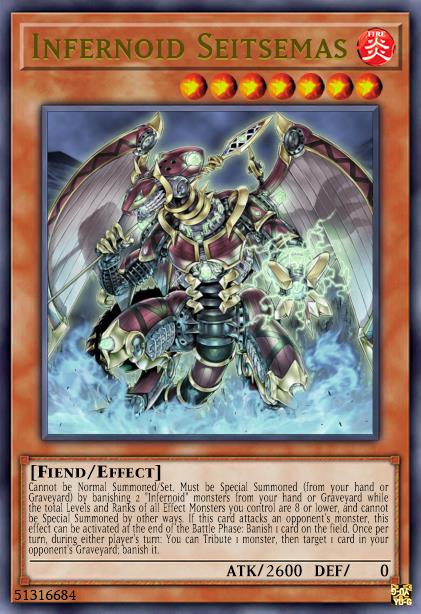 Infernoid Seitsemas
FIRE
炎
[Fiend/Effect]
Cannot be Normal Summoned/Set. Must be Special Summoned (from your hand or
Graveyard) by banishing 2 "Infernoid" monsters from your hand or Graveyard while
the total Levels and Ranks of all Effect Monsters you control are 8 or lower, and cannot
be Special Summoned by other ways. If this card attacks an opponent's monster, this
effect can be activated at the end of the Battle Phase: Banish 1 card on the field. Once per
turn, during either player's turn: You can Tribute 1 monster, then target 1 card in your
opponent's Graveyard; banish it.
ATK/2600 DEF/ 0
51316684